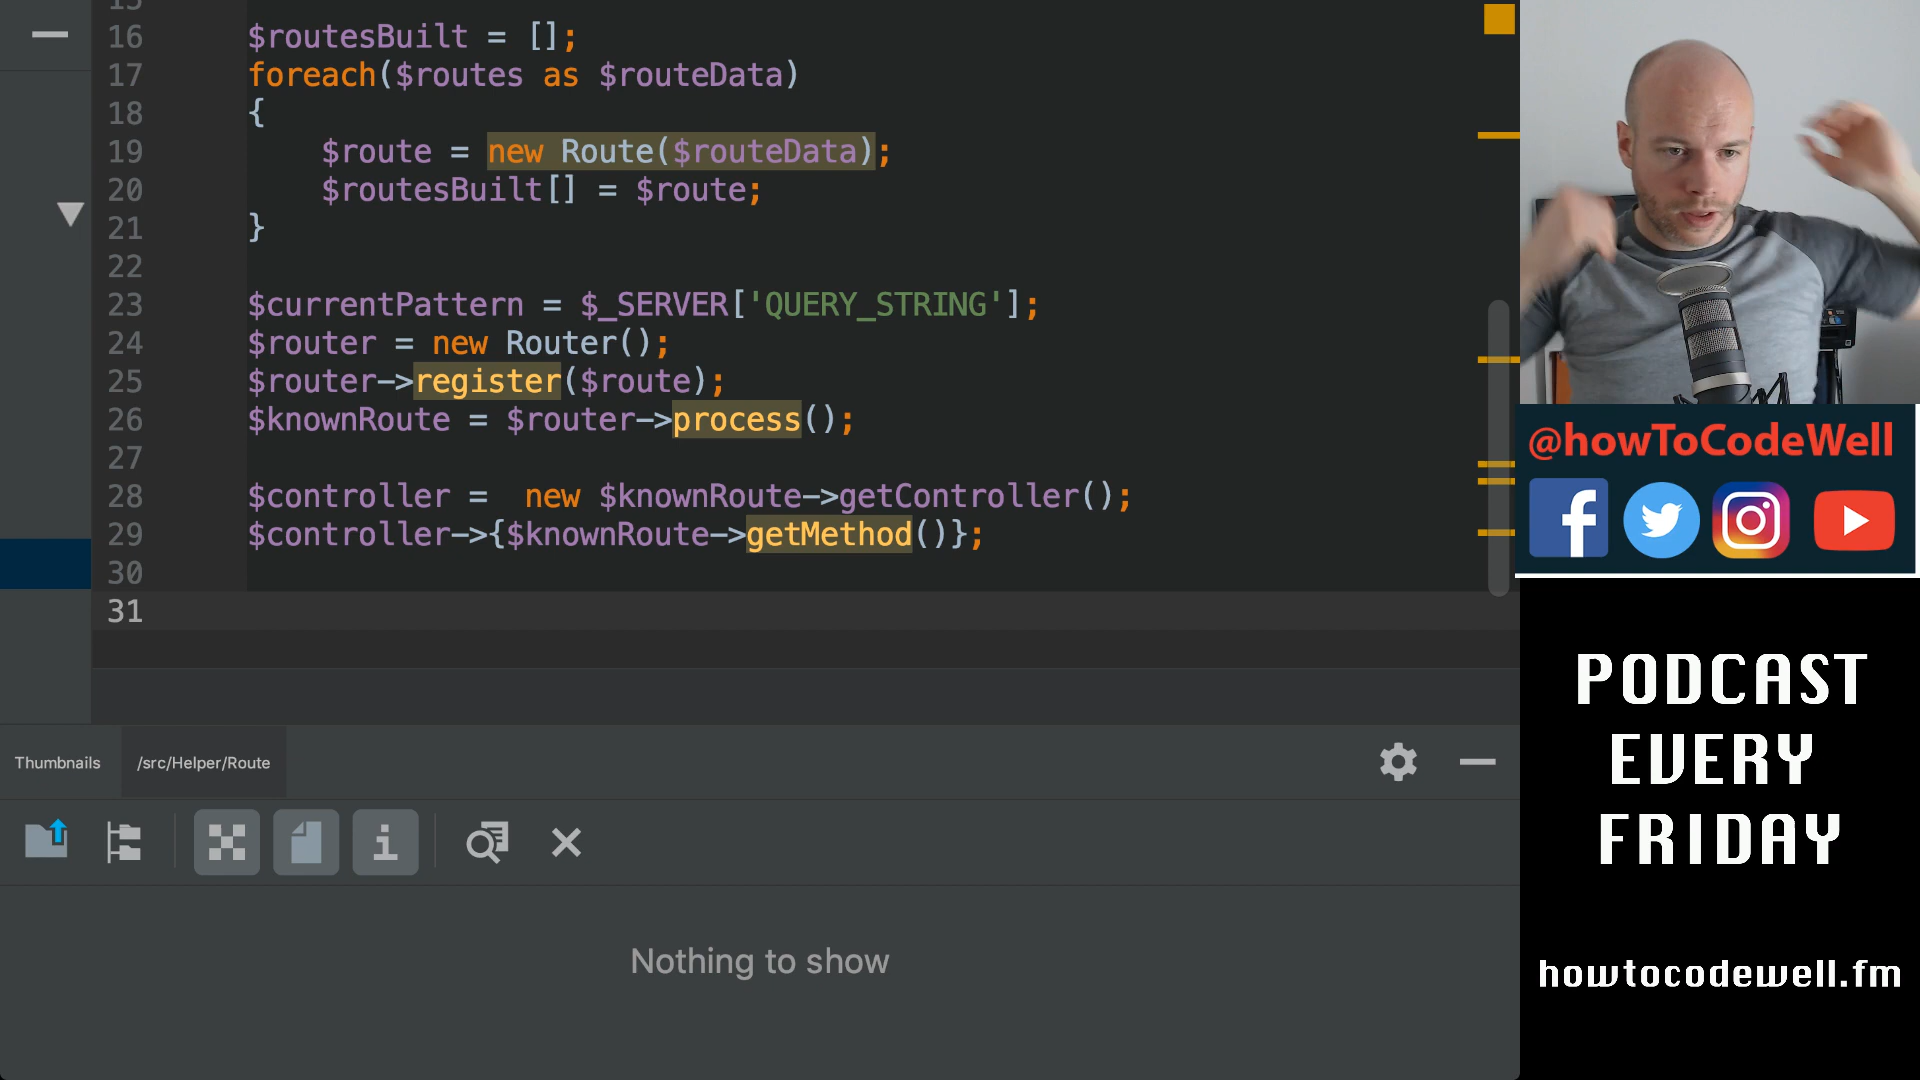 15
16 $routesBuilt = [];
17 foreach($routes as $routeData)
18 {
19 $route = new Route($routeData);
20 $routesBuilt[] = $route;
21 }
22
23 $currentPattern = $_SERVER['QUERY_STRING'];
24 $router = new Router();
25 $router->register($route);
26 $knownRoute = $router->process();
27
28 $controller =  new $knownRoute->getController();
29 $controller->{$knownRoute->getMethod()};
30
31
Thumbnails
/src/Helper/Route
Nothing to show
@howToCodeWell
PODCAST
EVERY
FRIDAY
howtocodewell.fm